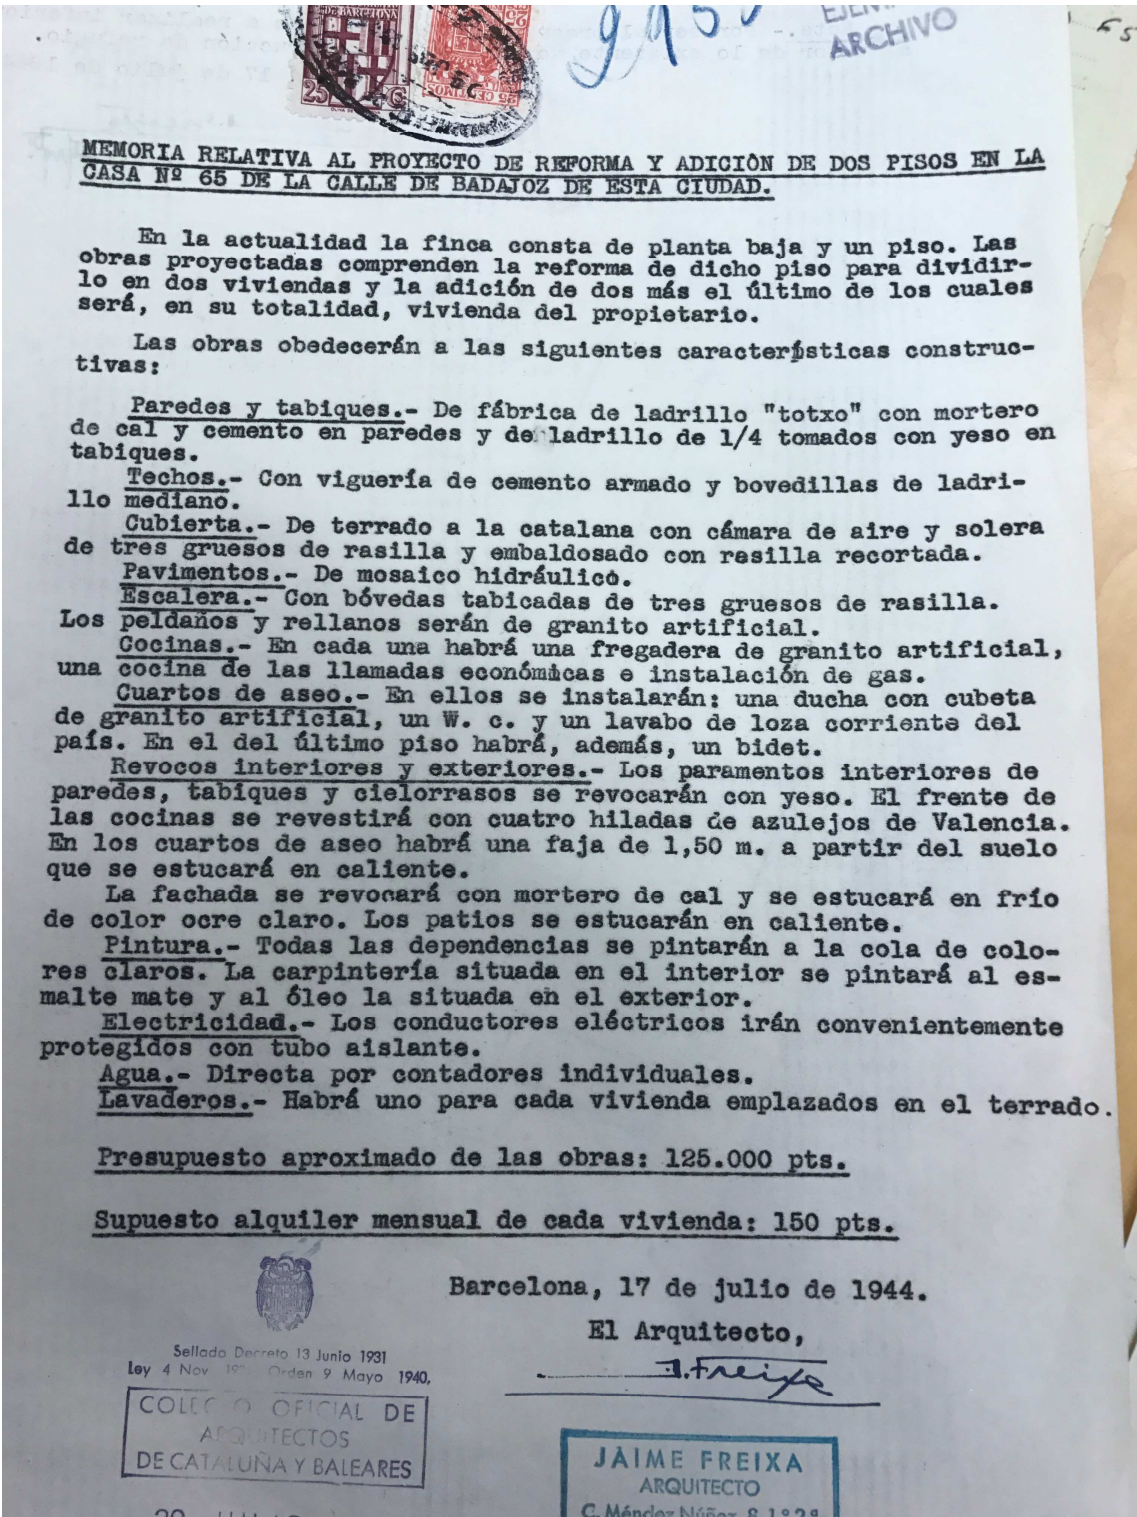 DE BARCELONA
25 C
25 CENTIMOS
ARCHIVO
MEMORIA RELATIVA AL PROYECTO DE REFORMA Y ADICIÓN DE DOS PISOS EN LA
CASA Nº 65 DE LA CALLE DE BADAJOZ DE ESTA CIUDAD.
En la actualidad la finca consta de planta baja y un piso. Las
obras proyectadas comprenden la reforma de dicho piso para dividir-
lo en dos viviendas y la adición de dos más el último de los cuales
será, en su totalidad, vivienda del propietario.
Las obras obedecerán a las siguientes características construc-
tivas:
Paredes y tabiques.- De fábrica de ladrillo "totxo" con mortero
de cal y cemento en paredes y de ladrillo de 1/4 tomados con yeso en
tabiques.
Techos.- Con viguería de cemento armado y bovedillas de ladri-
llo mediano.
Cubierta.- De terrado a la catalana con cámara de aire y solera
de tres gruesos de rasilla y embaldosado con resilla recortada.
Pavimentos.- De mosaico hidráulico.
Escalera.- Con bóvedas tabicadas de tres gruesos de rasilla.
Los peldaños y rellanos serán de granito artificial.
Cocinas.- En cada una habrá una fregadera de granito artificial,
una cocina de las llamadas económicas e instalación de gas.
Cuartos de aseo.- En ellos se instalarán: una ducha con cubeta
de granito artificial, un W. c. y un lavabo de loza corriente del
país. En el del último piso habrá, además, un bidet.
Revocos interiores y exteriores.- Los paramentos interiores de
paredes, tabiques y cielorrasos se revocarán con yeso. El frente de
las cocinas se revestirá con cuatro hiladas de azulejos de Valencia.
En los cuartos de aseo habrá una faja de 1,50 m. a partir del suelo
que se estucará en caliente.
La fachada se revocará con mortero de cal y se estucará en frío
de color ocre claro. Los patios se estucarán en caliente.
Pintura.- Todas las dependencias se pintarán a la cola de colo-
res claros. La carpintería situada en el interior se pintará al es-
malte mate y al óleo la situada en el exterior.
Electricidad.- Los conductores eléctricos irán convenientemente
protegidos con tubo aislante.
Agua.- Directa por contadores individuales.
Lavaderos.- Habrá uno para cada vivienda emplazados en el terrado.
Presupuesto aproximado de las obras: 125.000 pts.
Supuesto alquiler mensual de cada vivienda: 150 pts.
Barcelona, 17 de julio de 1944.
El Arquitecto,
J. Freixa
Sellado Decreto 13 Junio 1931
Ley 4 Nov Orden 9 Mayo 1940,
COLEGIO OFICIAL DE
ARQUITECTOS
DE CATALUÑA Y BALEARES
JAIME FREIXA
ARQUITECTO
C. Méndez Núñez, 8 1º 2ª